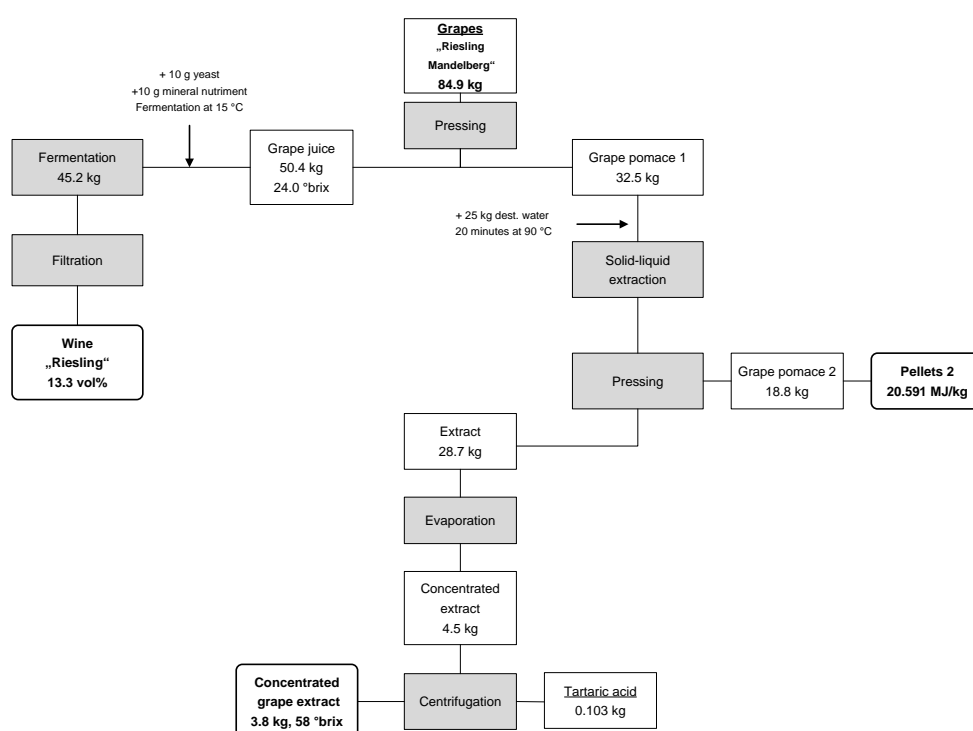 Grapes
„Riesling
Mandelberg“
84.9 kg
+ 10 g yeast
+10 g mineral nutriment
Fermentation at 15 °C
Pressing
Fermentation
45.2 kg
Grape juice
50.4 kg
24.0 °brix
Grape pomace 1
32.5 kg
+ 25 kg dest. water
20 minutes at 90 °C
Filtration
Solid-liquid
extraction
Wine
„Riesling“
13.3 vol%
Pressing
Grape pomace 2
18.8 kg
Pellets 2
20.591 MJ/kg
Extract
28.7 kg
Evaporation
Concentrated
extract
4.5 kg
Concentrated
grape extract
3.8 kg, 58 °brix
Centrifugation
Tartaric acid
0.103 kg